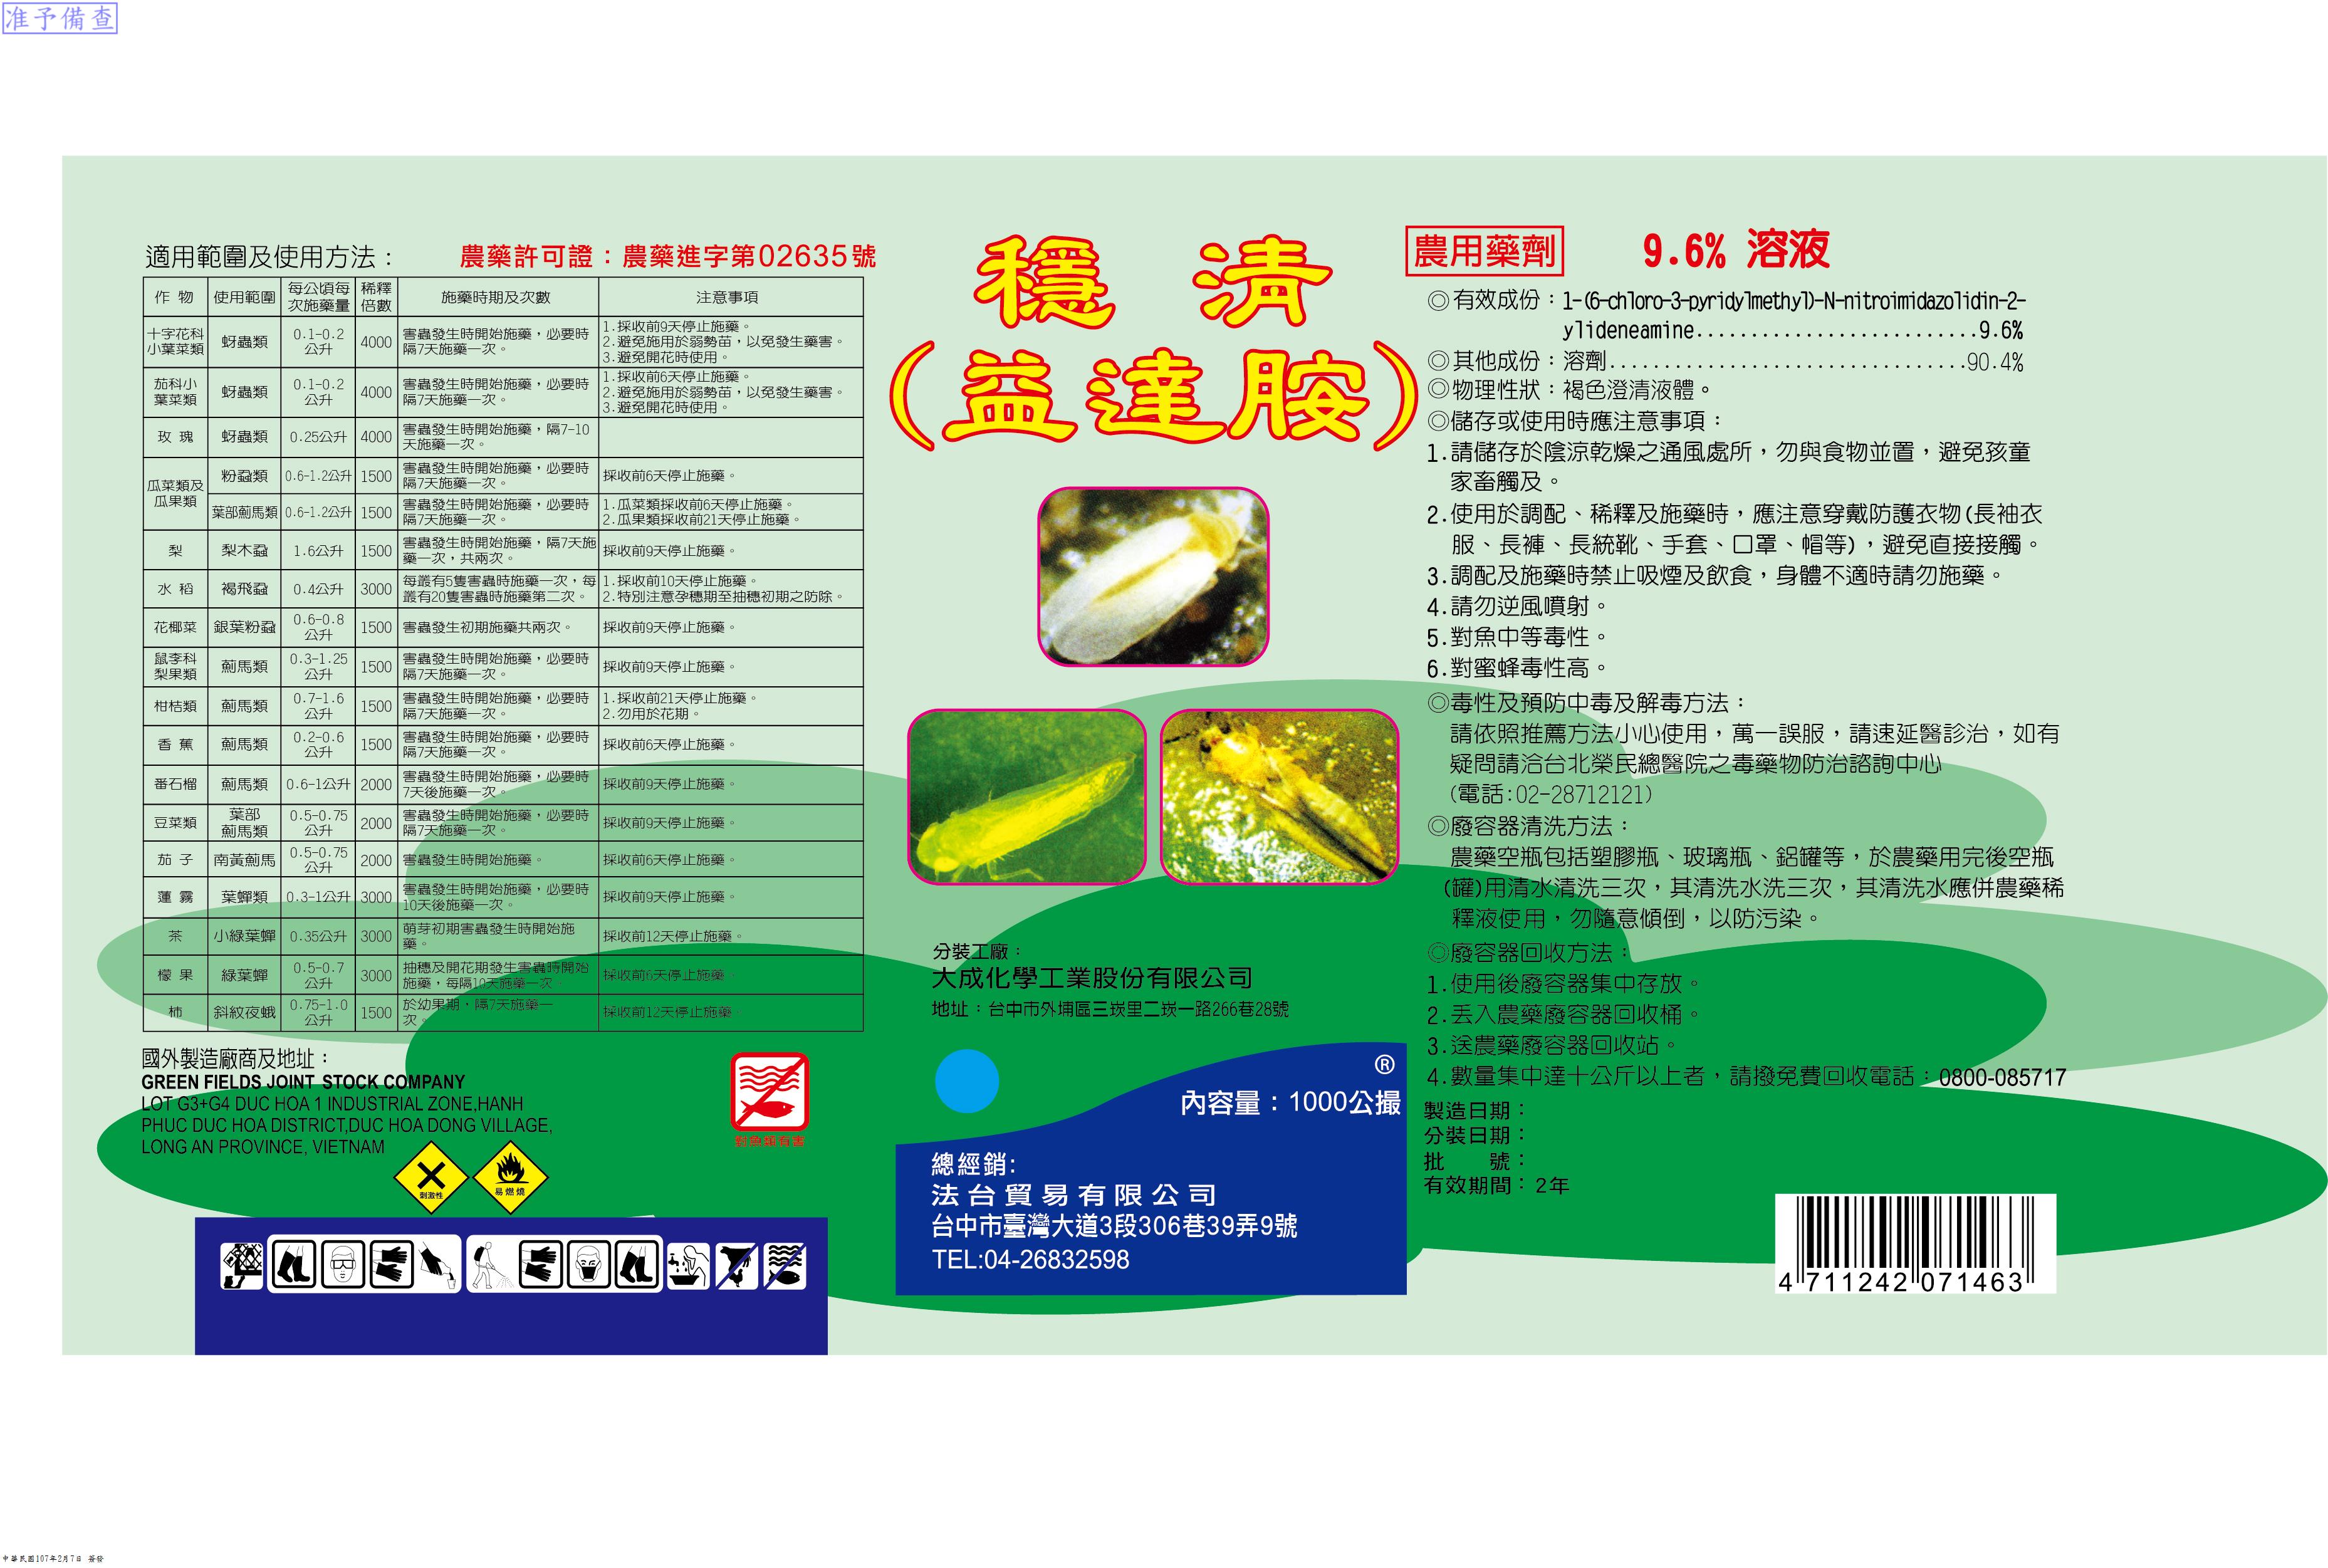 准予備查
適用範圍及使用方法：
農藥許可證：農藥進字第02635號
作 物 使用範圍 每公頃每次施藥量 稀釋倍數 施藥時期及次數 注意事項
十字花科小葉菜類 蚜蟲類 0.1-0.2公升 4000 害蟲發生時開始施藥，必要時隔7天施藥一次。 1.採收前9天停止施藥。 2.避免施用於弱勢苗，以免發生藥害。 3.避免開花時使用。
茄科小葉菜類 蚜蟲類 0.1-0.2公升 4000 害蟲發生時開始施藥，必要時隔7天施藥一次。 1.採收前6天停止施藥。 2.避免施用於弱勢苗，以免發生藥害。 3.避免開花時使用。
玫 瑰 蚜蟲類 0.25公升 4000 害蟲發生時開始施藥，隔7-10天施藥一次。
瓜菜類及瓜果類 粉蝨類 0.6-1.2公升 1500 害蟲發生時開始施藥，必要時隔7天施藥一次。 採收前6天停止施藥。
葉部薊馬類 0.6-1.2公升 1500 害蟲發生時開始施藥，必要時隔7天施藥一次。 1.瓜菜類採收前6天停止施藥。 2.瓜果類採收前21天停止施藥。
梨 梨木蝨 1.6公升 1500 害蟲發生時開始施藥，隔7天施藥一次，共兩次。 採收前9天停止施藥。
水 稻 褐飛蝨 0.4公升 3000 每叢有5隻害蟲時施藥一次，每叢有20隻害蟲時施藥第二次。 1.採收前10天停止施藥。 2.特別注意孕穗期至抽穗初期之防除。
花椰菜 銀葉粉蝨 0.6-0.8公升 1500 害蟲發生初期施藥共兩次。 採收前9天停止施藥。
鼠李科梨果類 薊馬類 0.3-1.25公升 1500 害蟲發生時開始施藥，必要時隔7天施藥一次。 採收前9天停止施藥。
柑桔類 薊馬類 0.7-1.6公升 1500 害蟲發生時開始施藥，必要時隔7天施藥一次。 1.採收前21天停止施藥。 2.勿用於花期。
香 蕉 薊馬類 0.2-0.6公升 1500 害蟲發生時開始施藥，必要時隔7天施藥一次。 採收前6天停止施藥。
番石榴 薊馬類 0.6-1公升 2000 害蟲發生時開始施藥，必要時7天後施藥一次。 採收前9天停止施藥。
豆菜類 葉部薊馬類 0.5-0.75公升 2000 害蟲發生時開始施藥，必要時隔7天施藥一次。 採收前9天停止施藥。
茄 子 南黃薊馬 0.5-0.75公升 2000 害蟲發生時開始施藥。 採收前6天停止施藥。
蓮 霧 葉蟬類 0.3-1公升 3000 害蟲發生時開始施藥，必要時10天後施藥一次。 採收前9天停止施藥。
茶 小綠葉蟬 0.35公升 3000 萌芽初期害蟲發生時開始施藥。 採收前12天停止施藥。
檬 果 綠葉蟬 0.5-0.7公升 3000 抽穗及開花期發生害蟲時開始施藥，每隔10天施藥一次。 採收前6天停止施藥。
柿 斜紋夜蛾 0.75-1.0公升 1500 於幼果期，隔7天施藥一次。 採收前12天停止施藥。
國外製造廠商及地址：
GREEN FIELDS JOINT STOCK COMPANY
LOT G3+G4 DUC HOA 1 INDUSTRIAL ZONE,HANH
PHUC DUC HOA DISTRICT,DUC HOA DONG VILLAGE,
LONG AN PROVINCE, VIETNAM
刺激性
易燃燒
對魚類有害
穩 清
(益達胺)
分裝工廠：
大成化學工業股份有限公司
地址：台中市外埔區三崁里二崁一路266巷28號
®
內容量：1000公撮
總經銷:
法台貿易有限公司
台中市臺灣大道3段306巷39弄9號
TEL:04-26832598
農用藥劑
9.6% 溶液
◎有效成份：1-(6-chloro-3-pyridylmethyl)-N-nitroimidazolidin-2-
ylideneamine..........................9.6%
◎其他成份：溶劑.................................90.4%
◎物理性狀：褐色澄清液體。
◎儲存或使用時應注意事項：
1.請儲存於陰涼乾燥之通風處所，勿與食物並置，避免孩童
家畜觸及。
2.使用於調配、稀釋及施藥時，應注意穿戴防護衣物(長袖衣
服、長褲、長統靴、手套、口罩、帽等)，避免直接接觸。
3.調配及施藥時禁止吸煙及飲食，身體不適時請勿施藥。
4.請勿逆風噴射。
5.對魚中等毒性。
6.對蜜蜂毒性高。
◎毒性及預防中毒及解毒方法：
請依照推薦方法小心使用，萬一誤服，請速延醫診治，如有
疑問請洽台北榮民總醫院之毒藥物防治諮詢中心
(電話:02-28712121)
◎廢容器清洗方法：
農藥空瓶包括塑膠瓶、玻璃瓶、鋁罐等，於農藥用完後空瓶
(罐)用清水清洗三次，其清洗水洗三次，其清洗水應併農藥稀
釋液使用，勿隨意傾倒，以防污染。
◎廢容器回收方法：
1.使用後廢容器集中存放。
2.丟入農藥廢容器回收桶。
3.送農藥廢容器回收站。
4.數量集中達十公斤以上者，請撥免費回收電話：0800-085717
製造日期：
分裝日期：
批 號：
有效期間：2年
4 711242 071463
中華民國107年2月7日 簽發